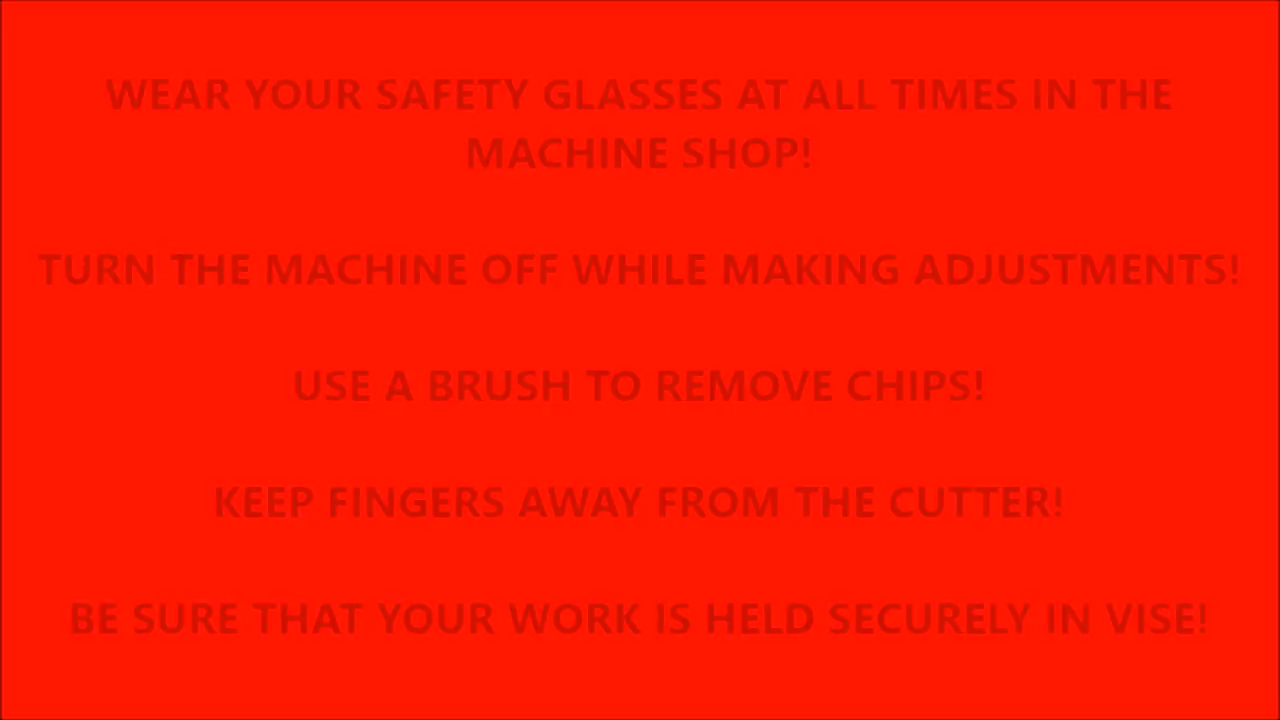 WEAR YOUR SAFETY GLASSES AT ALL TIMES IN THE
MACHINE SHOP!
TURN THE MACHINE OFF WHILE MAKING ADJUSTMENTS!
USE A BRUSH TO REMOVE CHIPS!
KEEP FINGERS AWAY FROM THE CUTTER!
BE SURE THAT YOUR WORK IS HELD SECURELY IN VISE!